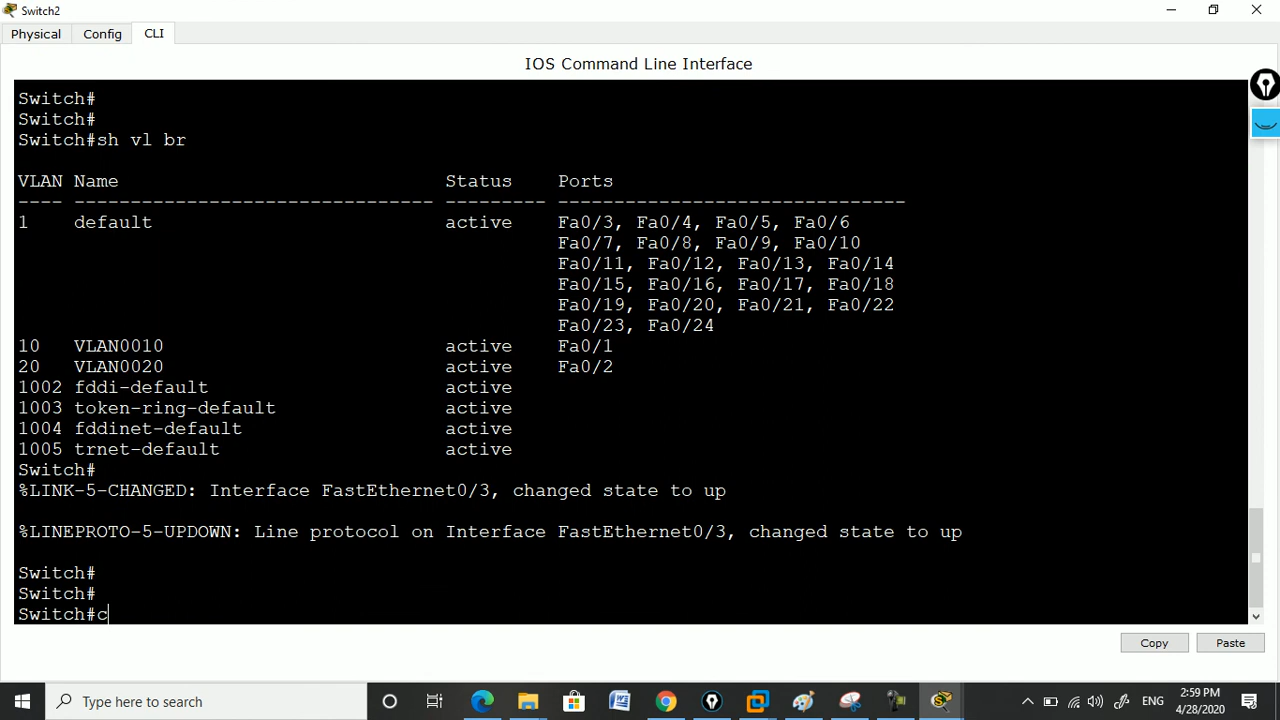 Switch2
Physical Config CLI
IOS Command Line Interface
Switch#
Switch#
Switch#sh vl br
VLAN Name Status Ports
---- -------------------------------- --------- -------------------------------
1 default active Fa0/3, Fa0/4, Fa0/5, Fa0/6
Fa0/7, Fa0/8, Fa0/9, Fa0/10
Fa0/11, Fa0/12, Fa0/13, Fa0/14
Fa0/15, Fa0/16, Fa0/17, Fa0/18
Fa0/19, Fa0/20, Fa0/21, Fa0/22
Fa0/23, Fa0/24
10 VLAN0010 active Fa0/1
20 VLAN0020 active Fa0/2
1002 fddi-default active
1003 token-ring-default active
1004 fddinet-default active
1005 trnet-default active
Switch#
%LINK-5-CHANGED: Interface FastEthernet0/3, changed state to up
%LINEPROTO-5-UPDOWN: Line protocol on Interface FastEthernet0/3, changed state to up
Switch#
Switch#
Switch#c
Copy Paste
Type here to search
ENG
2:59 PM
4/28/2020